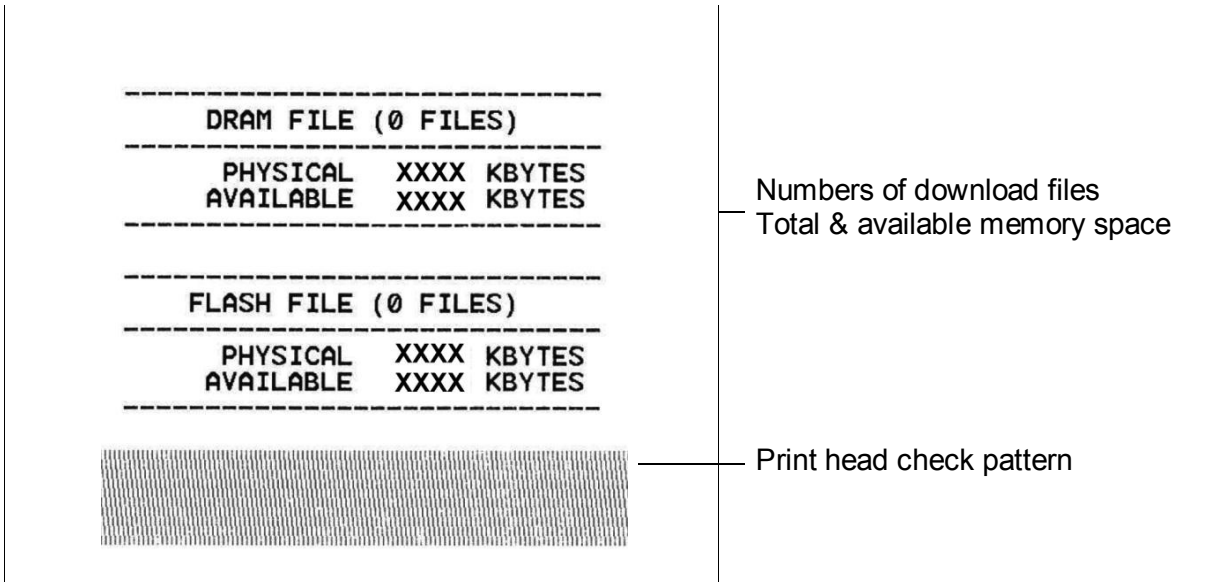 --------------------------------
DRAM FILE (0 FILES)
--------------------------------
PHYSICAL XXXX KBYTES
AVAILABLE XXXX KBYTES
--------------------------------
Numbers of download files
Total & available memory space
--------------------------------
FLASH FILE (0 FILES)
--------------------------------
PHYSICAL XXXX KBYTES
AVAILABLE XXXX KBYTES
--------------------------------
Print head check pattern